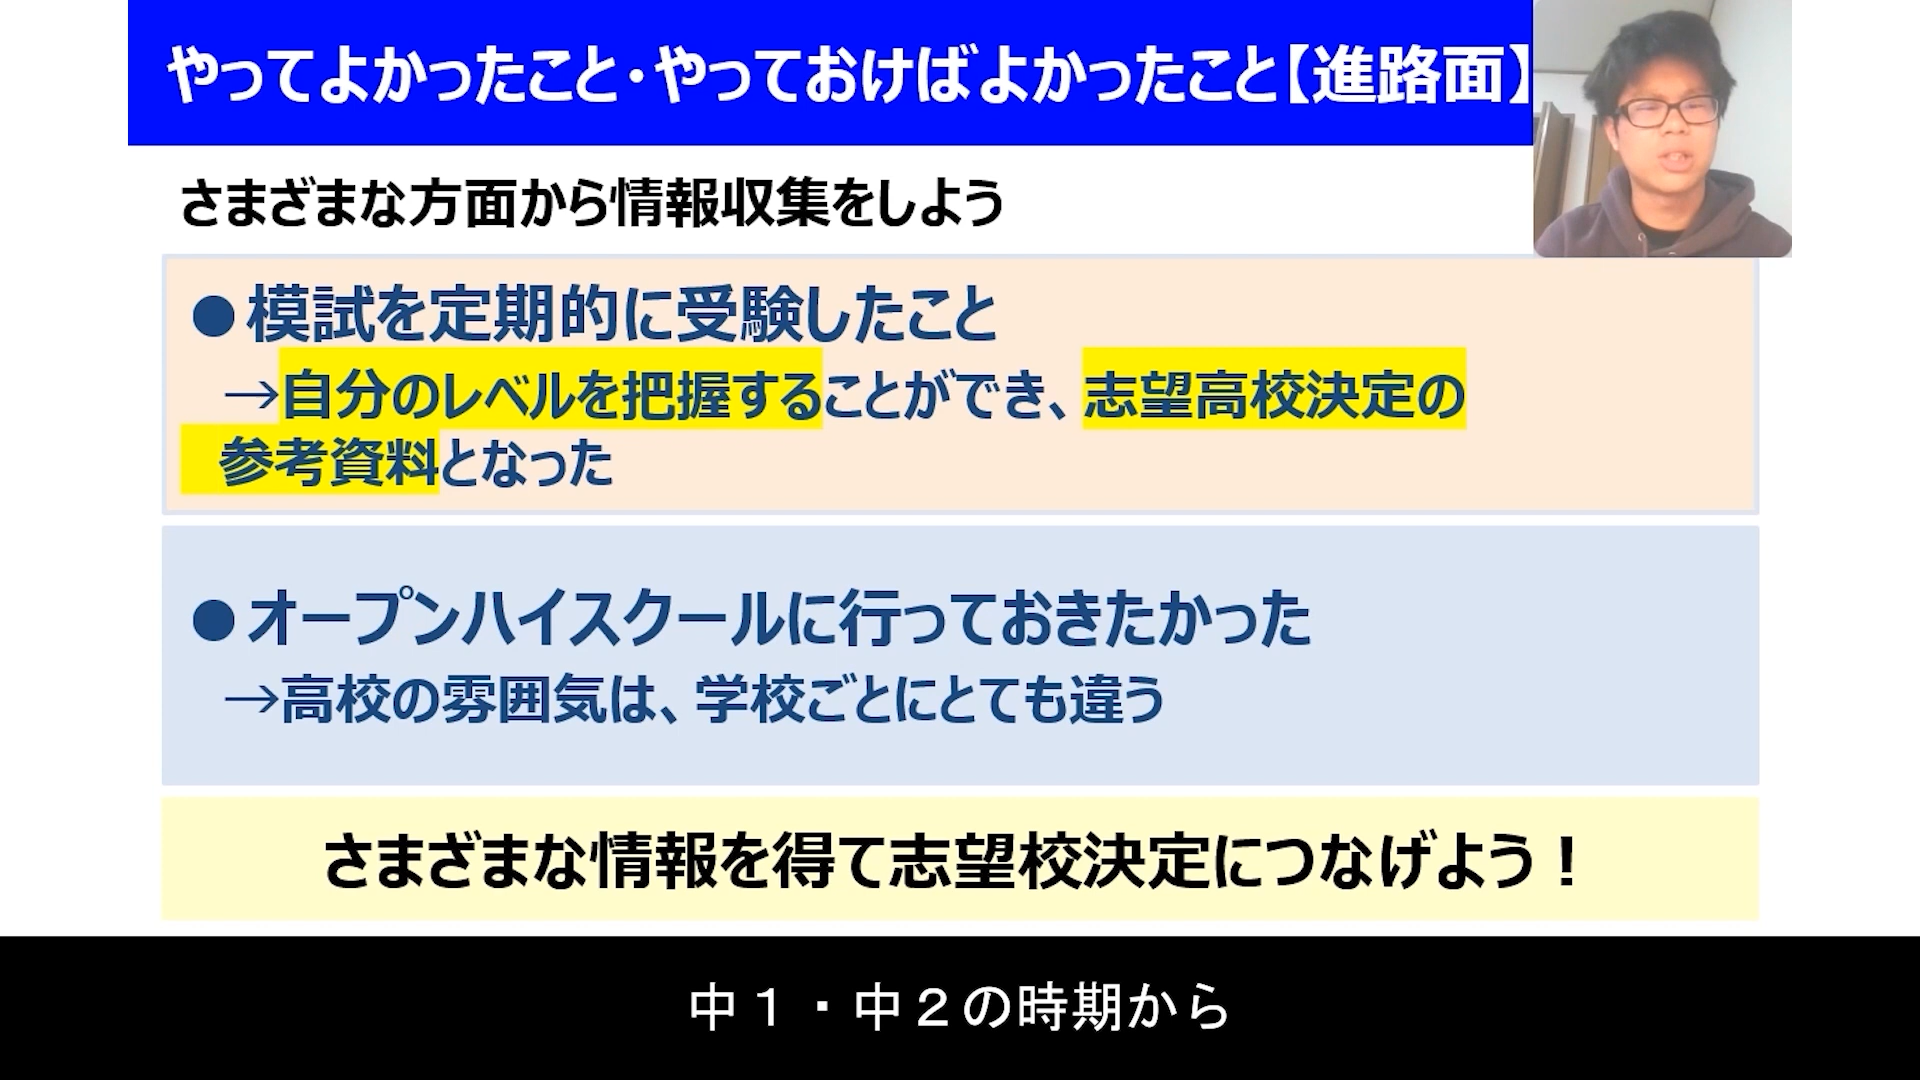 やってよかったこと・やっておけばよかったこと【進路面】
さまざまな方面から情報収集をしよう
●模試を定期的に受験したこと
→自分のレベルを把握することができ、志望高校決定の
参考資料となった
●オープンハイスクールに行っておきたかった
→高校の雰囲気は、学校ごとにとても違う
さまざまな情報を得て志望校決定につなげよう！
中１・中２の時期から